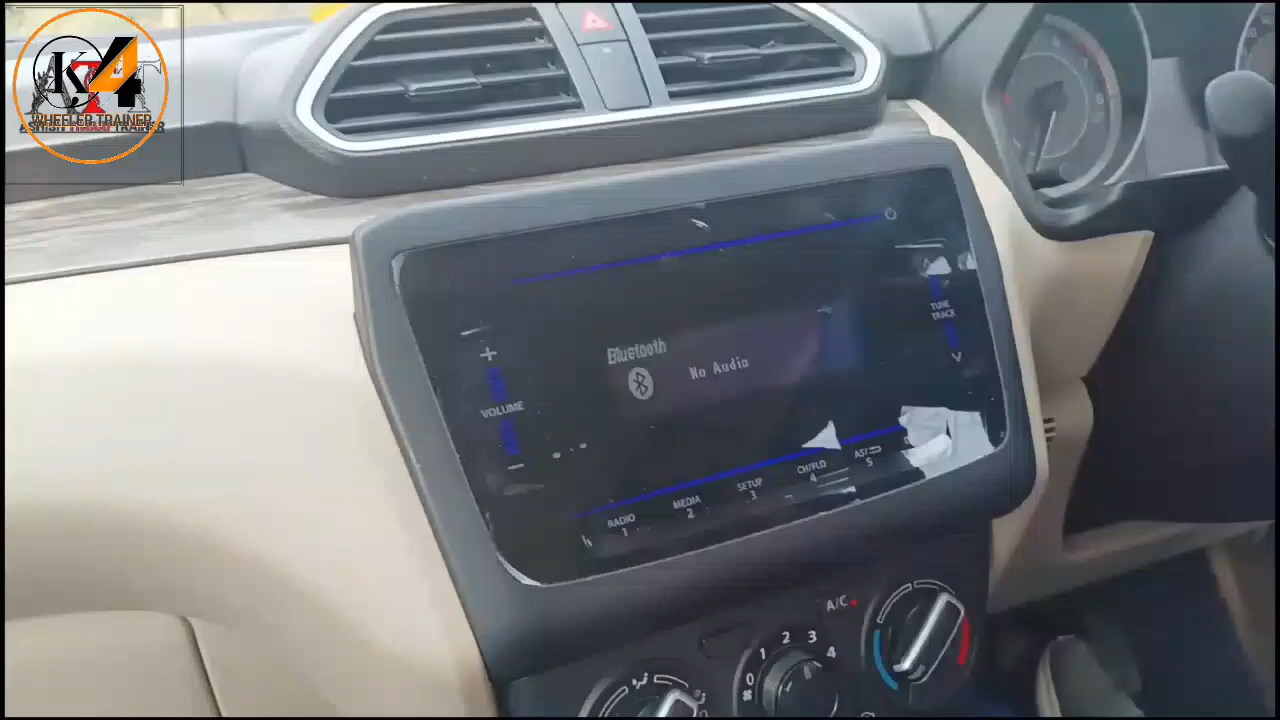 K 4
WHEELER TRAINER
TUNE
TRACK
+
VOLUME
−
Bluetooth
No Audio
RADIO
1
MEDIA
2
SETUP
3
CH/FLD
4
AS/
5
A/C
0 1 2 3 4